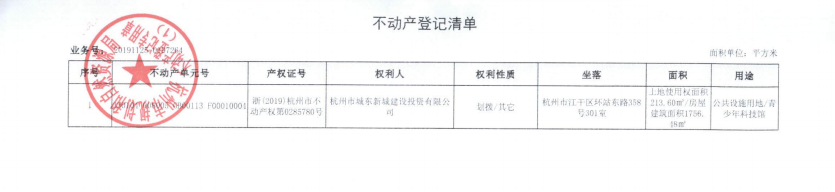 不动产登记清单
业务号:
面积单位：平方米
序号 不动产单元号 产权证号 权利人 权利性质 坐落 面积 用途
1 F00010001 浙(2019)杭州市不动产权第0285780号 杭州市城东新城建设投资有限公司 划拨/其它 杭州市江干区环站东路358号301室 土地使用权面积213.60㎡/房屋建筑面积1756.48㎡ 公共设施用地/青少年科技馆